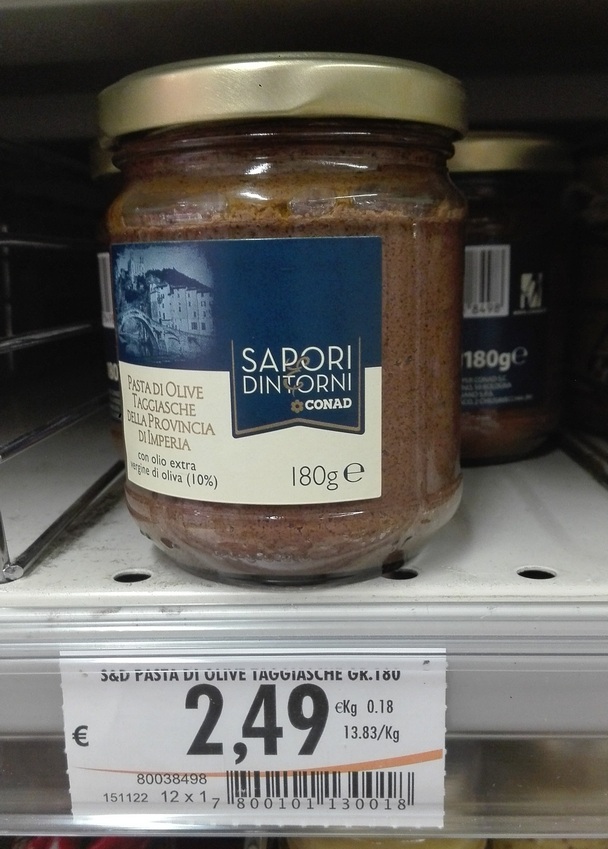 SAPORI
DINTORNI
CONAD
PASTA DI OLIVE
TAGGIASCHE
DELLA PROVINCIA
DI IMPERIA
con olio extra
vergine di oliva (10%)
180g e
180g e
S&D PASTA DI OLIVE TAGGIASCHE GR.180
€ 2,49
€Kg 0.18
13.83/Kg
80038498
151122 12 x 1
7 800101 130018